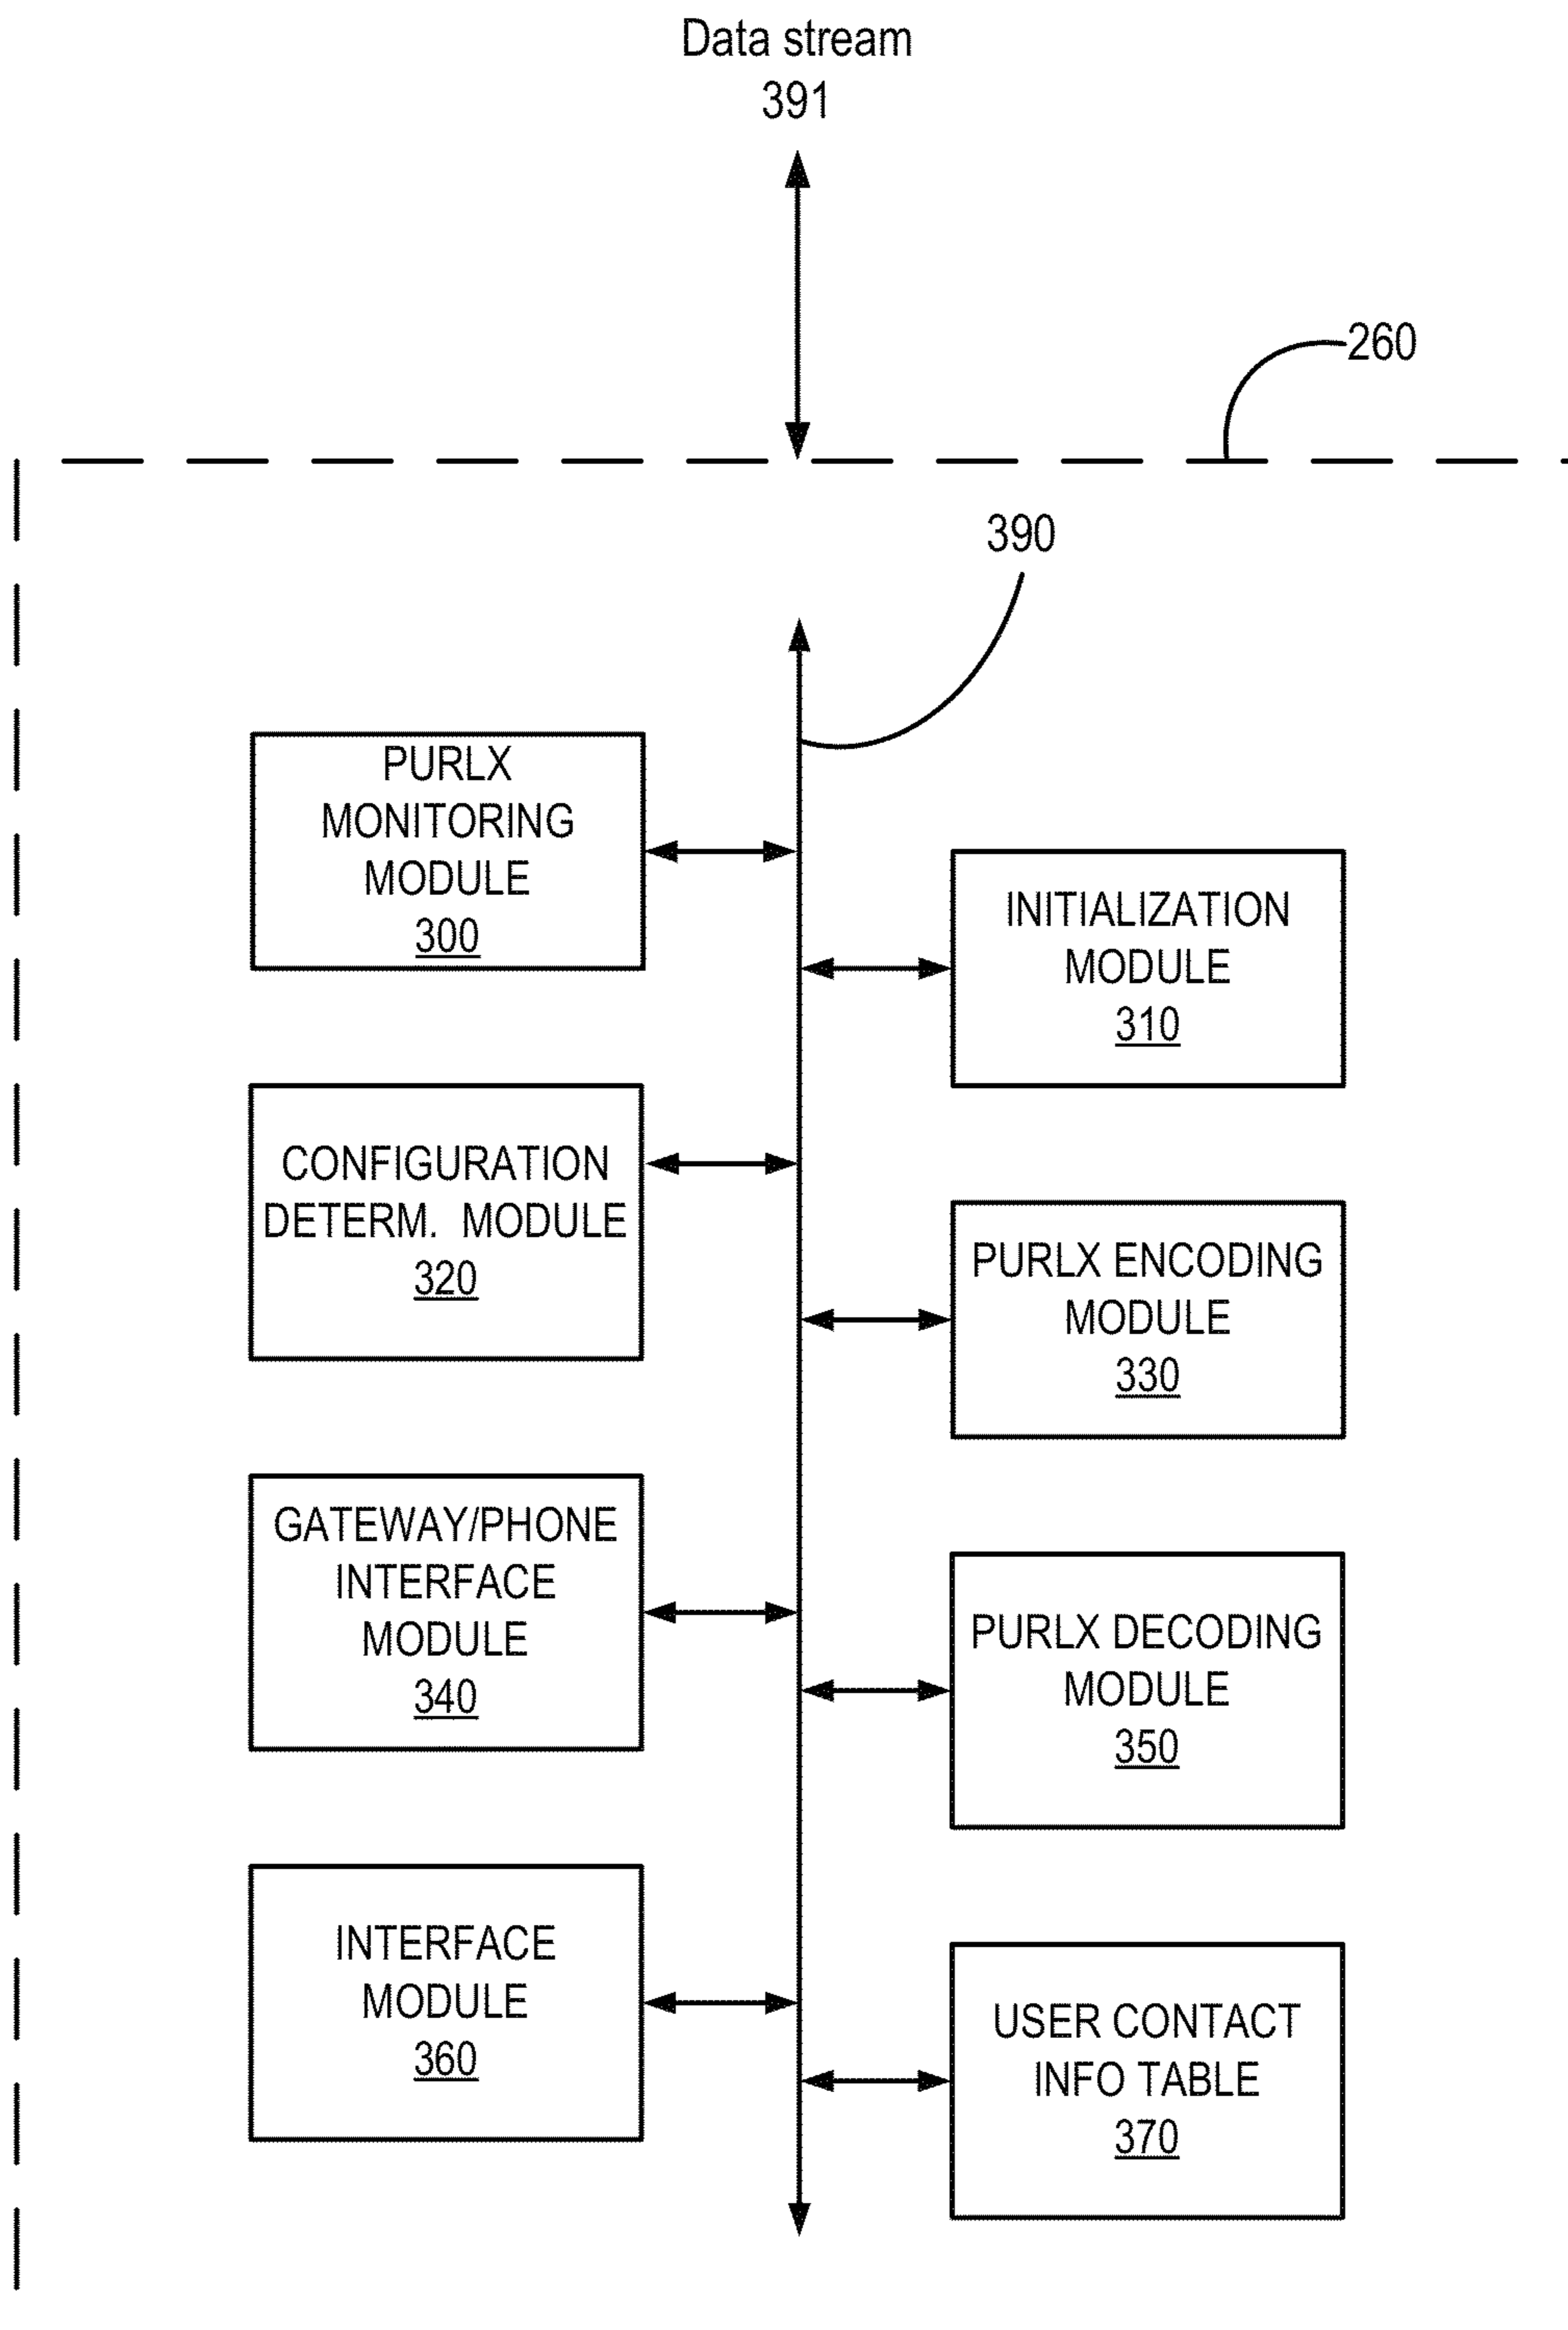 Data stream
391
260
390
PURLX
MONITORING
MODULE
300
INITIALIZATION
MODULE
310
CONFIGURATION
DETERM. MODULE
320
PURLX ENCODING
MODULE
330
GATEWAY/PHONE
INTERFACE
MODULE
340
PURLX DECODING
MODULE
350
INTERFACE
MODULE
360
USER CONTACT
INFO TABLE
370